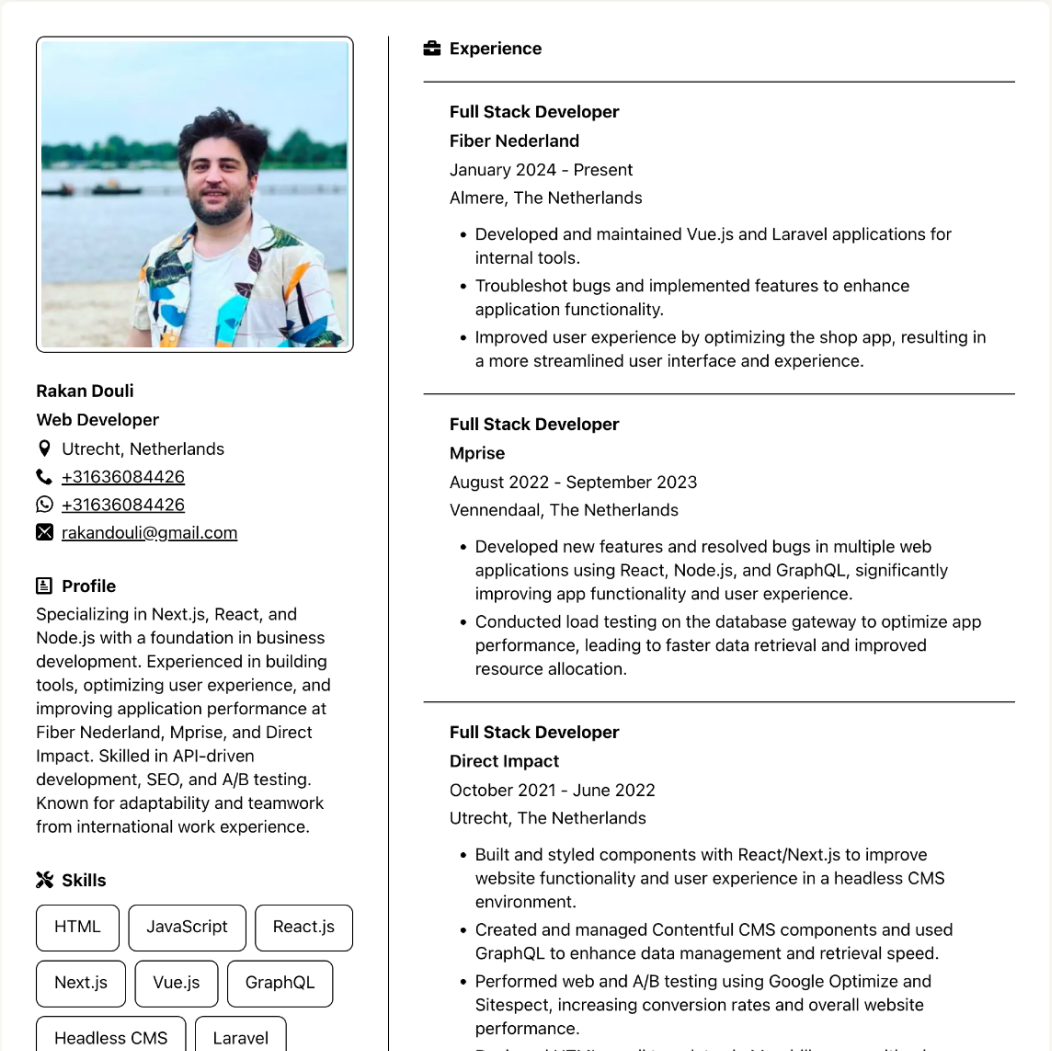 Rakan Douli
Web Developer
Utrecht, Netherlands
+31636084426
+31636084426
rakandouli@gmail.com
Profile
Specializing in Next.js, React, and
Node.js with a foundation in business
development. Experienced in building
tools, optimizing user experience, and
improving application performance at
Fiber Nederland, Mprise, and Direct
Impact. Skilled in API-driven
development, SEO, and A/B testing.
Known for adaptability and teamwork
from international work experience.
Skills
HTML JavaScript React.js
Next.js Vue.js GraphQL
Headless CMS Laravel
Experience
Full Stack Developer
Fiber Nederland
January 2024 - Present
Almere, The Netherlands
• Developed and maintained Vue.js and Laravel applications for
internal tools.
• Troubleshot bugs and implemented features to enhance
application functionality.
• Improved user experience by optimizing the shop app, resulting in
a more streamlined user interface and experience.
Full Stack Developer
Mprise
August 2022 - September 2023
Vennendaal, The Netherlands
• Developed new features and resolved bugs in multiple web
applications using React, Node.js, and GraphQL, significantly
improving app functionality and user experience.
• Conducted load testing on the database gateway to optimize app
performance, leading to faster data retrieval and improved
resource allocation.
Full Stack Developer
Direct Impact
October 2021 - June 2022
Utrecht, The Netherlands
• Built and styled components with React/Next.js to improve
website functionality and user experience in a headless CMS
environment.
• Created and managed Contentful CMS components and used
GraphQL to enhance data management and retrieval speed.
• Performed web and A/B testing using Google Optimize and
Sitespect, increasing conversion rates and overall website
performance.